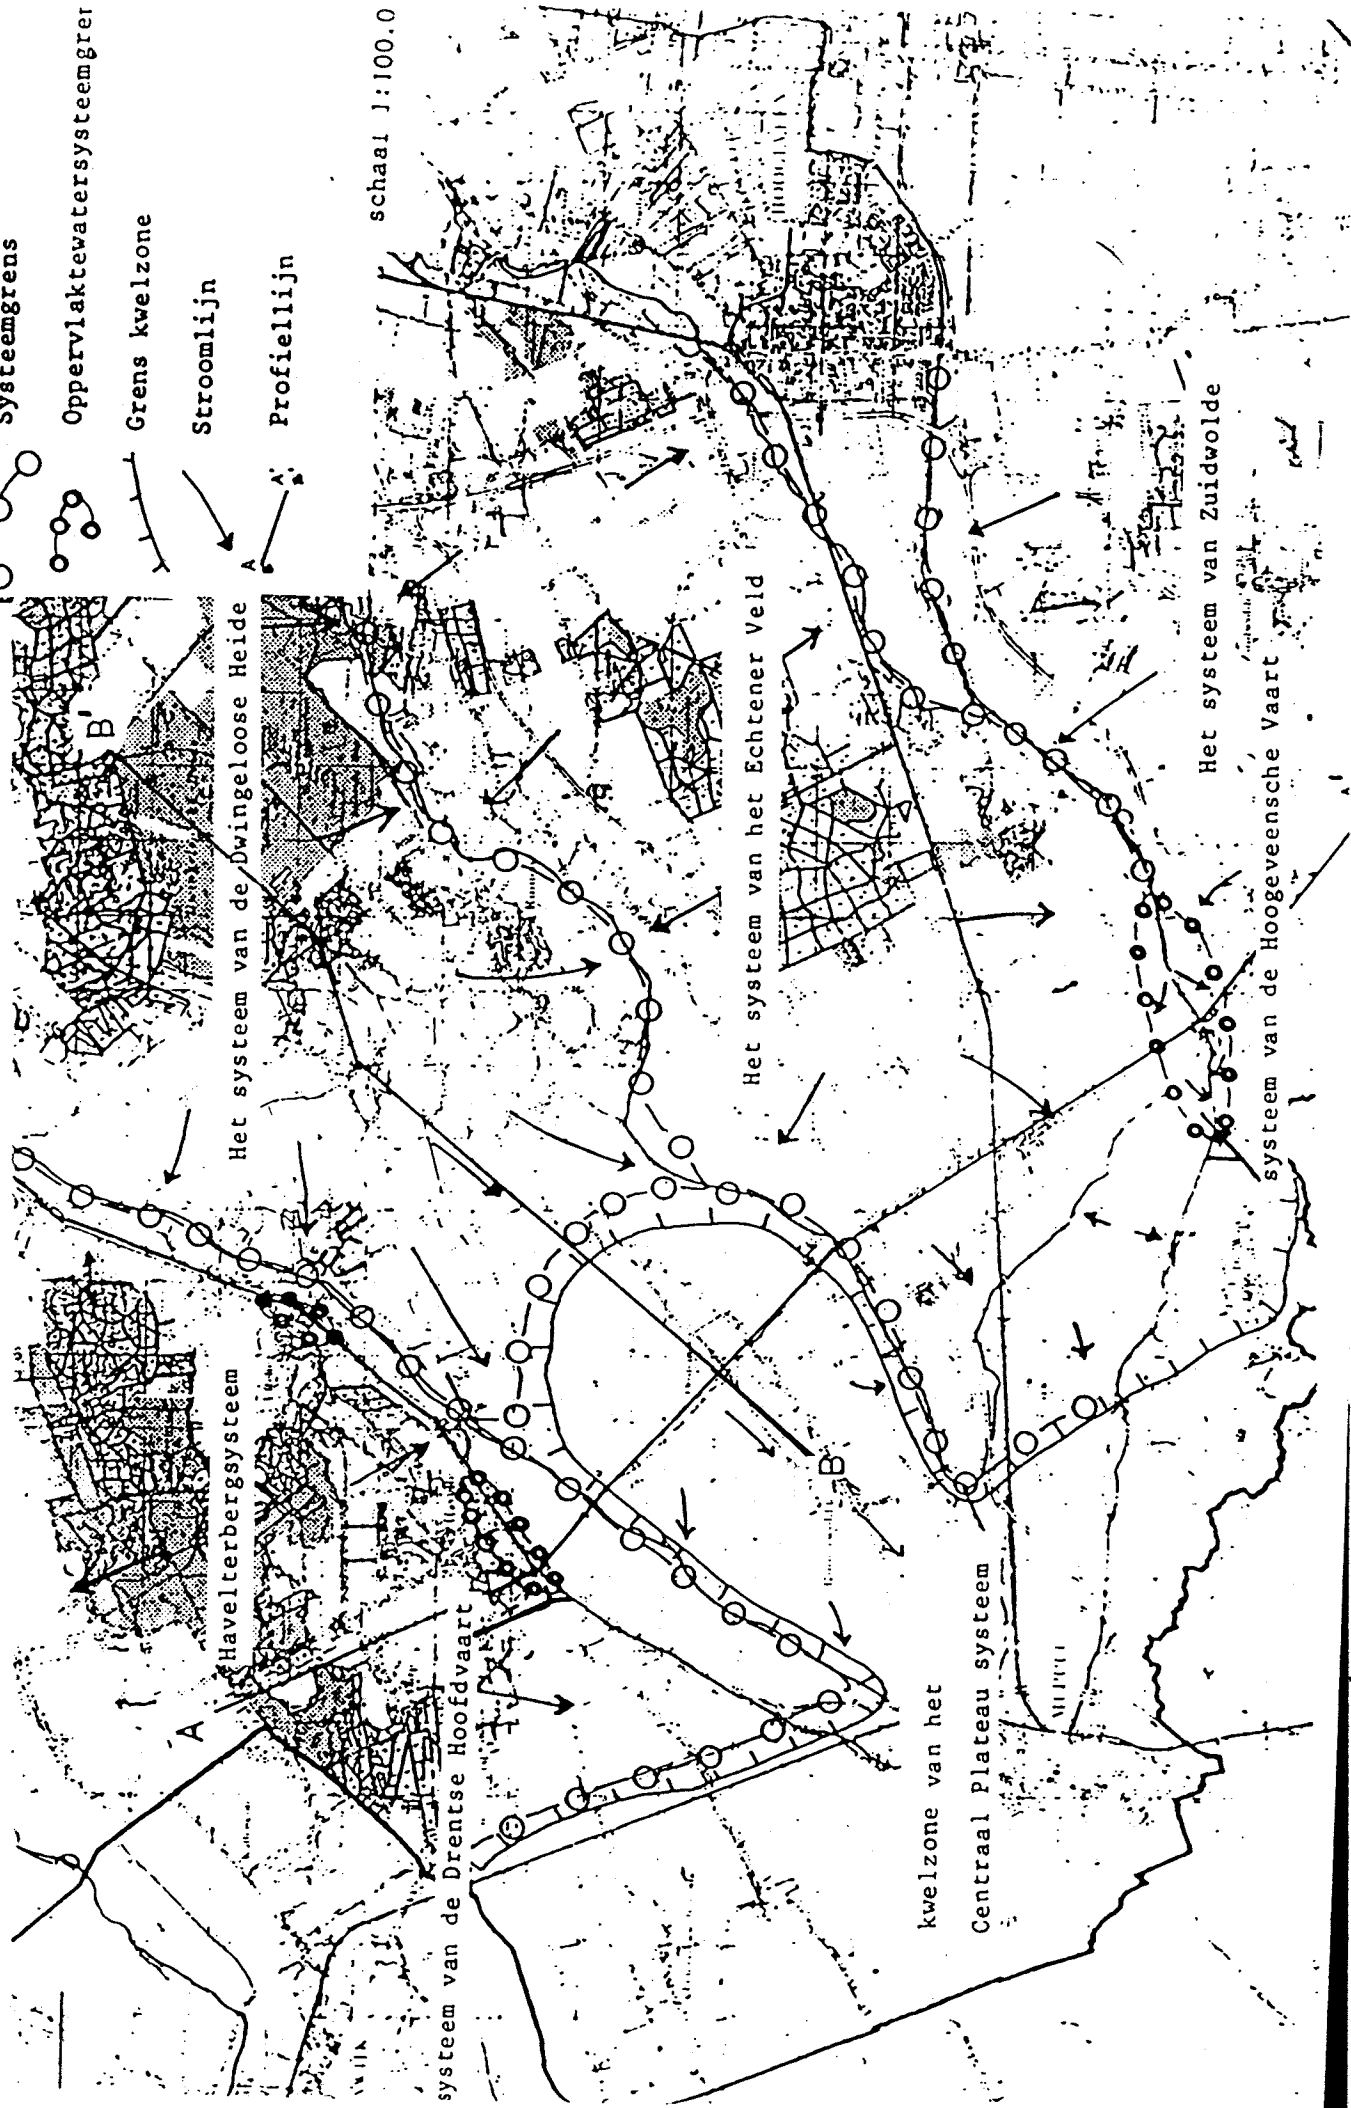 Systeemgrens
Oppervlaktewatersysteemgrer
Grens kwelzone
Stroomlijn
A A' Profiellijn
schaal 1:100.0
B'
Het systeem van de Dwingeloose Heide
Het systeem van het Echtener Veld
Het systeem van Zuidwolde
systeem van de Hoogeveensche Vaart
Havelterbergsysteem
A
B
systeem van de Drentse Hoofdvaart
kwelzone van het
Centraal Plateau systeem
MEPPEL